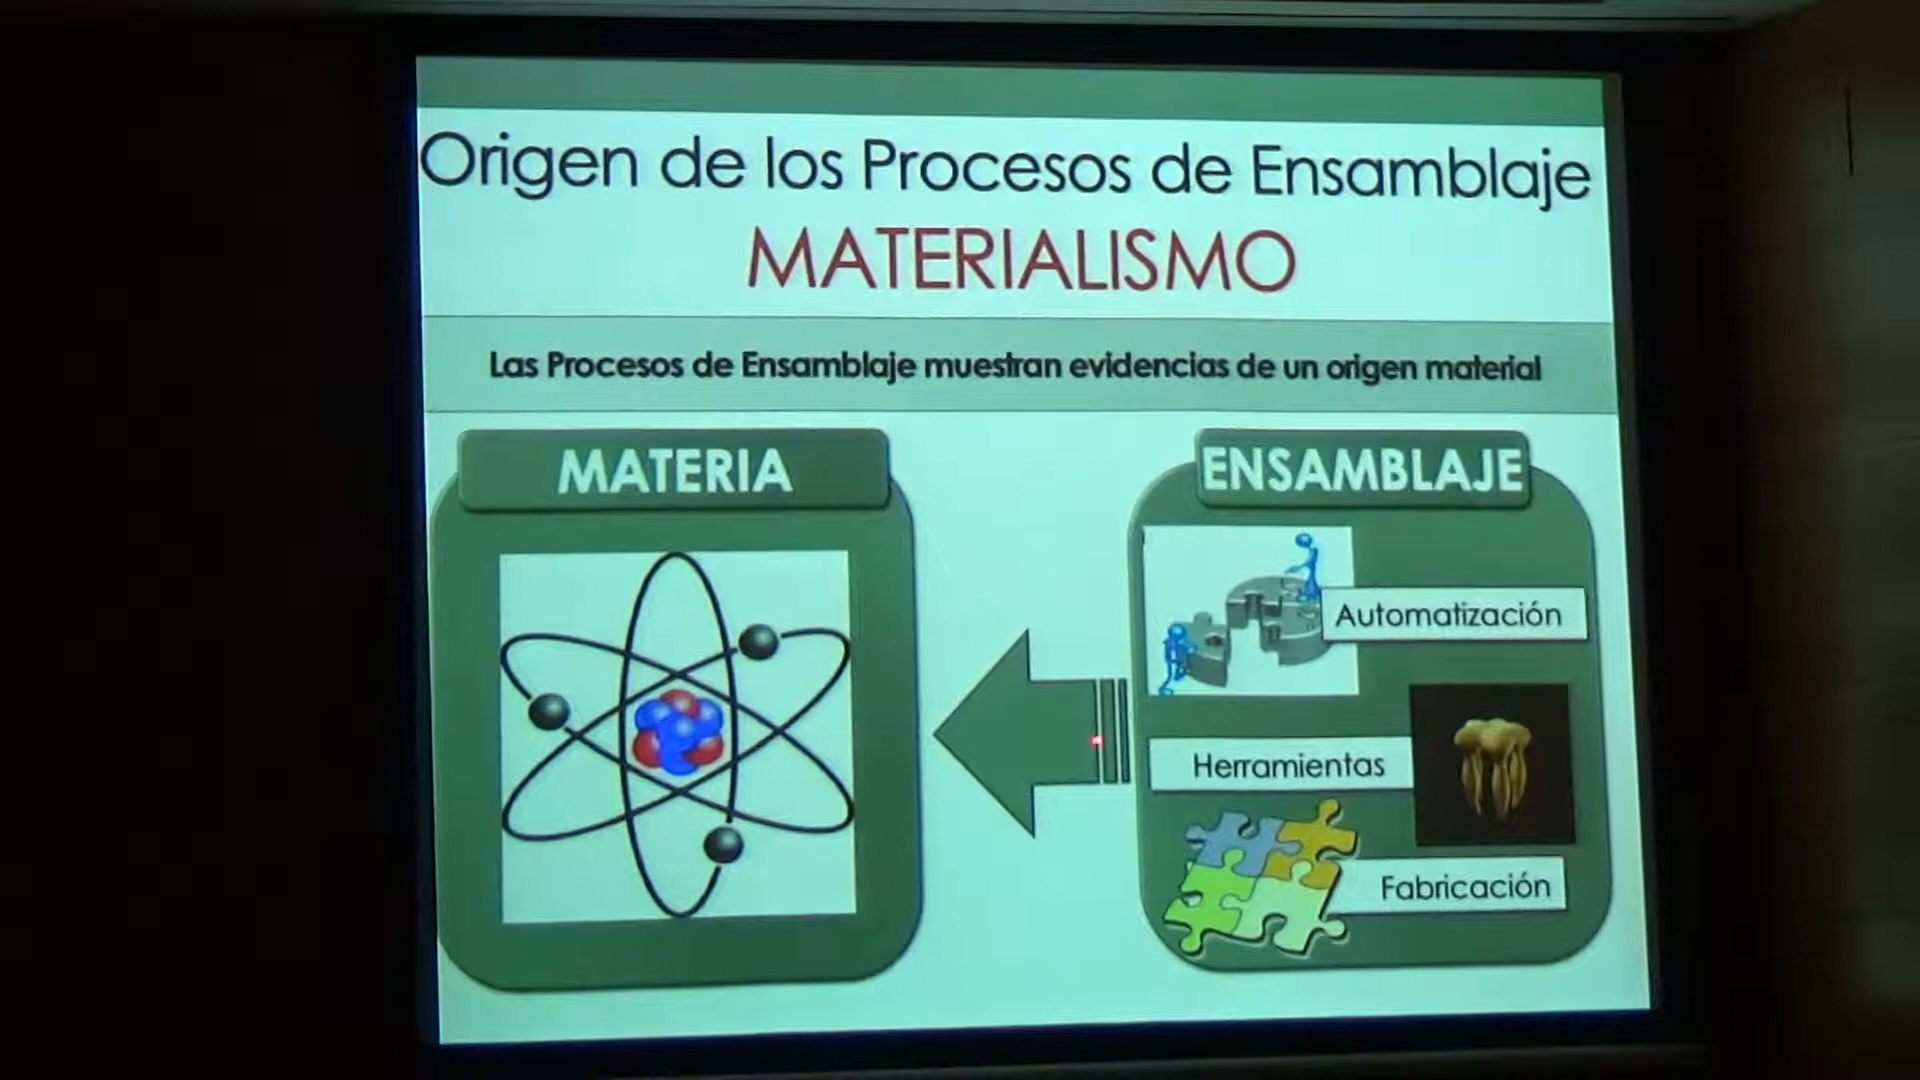 Origen de los Procesos de Ensamblaje
MATERIALISMO
Las Procesos de Ensamblaje muestran evidencias de un origen material
MATERIA
ENSAMBLAJE
Automatización
Herramientas
Fabricación